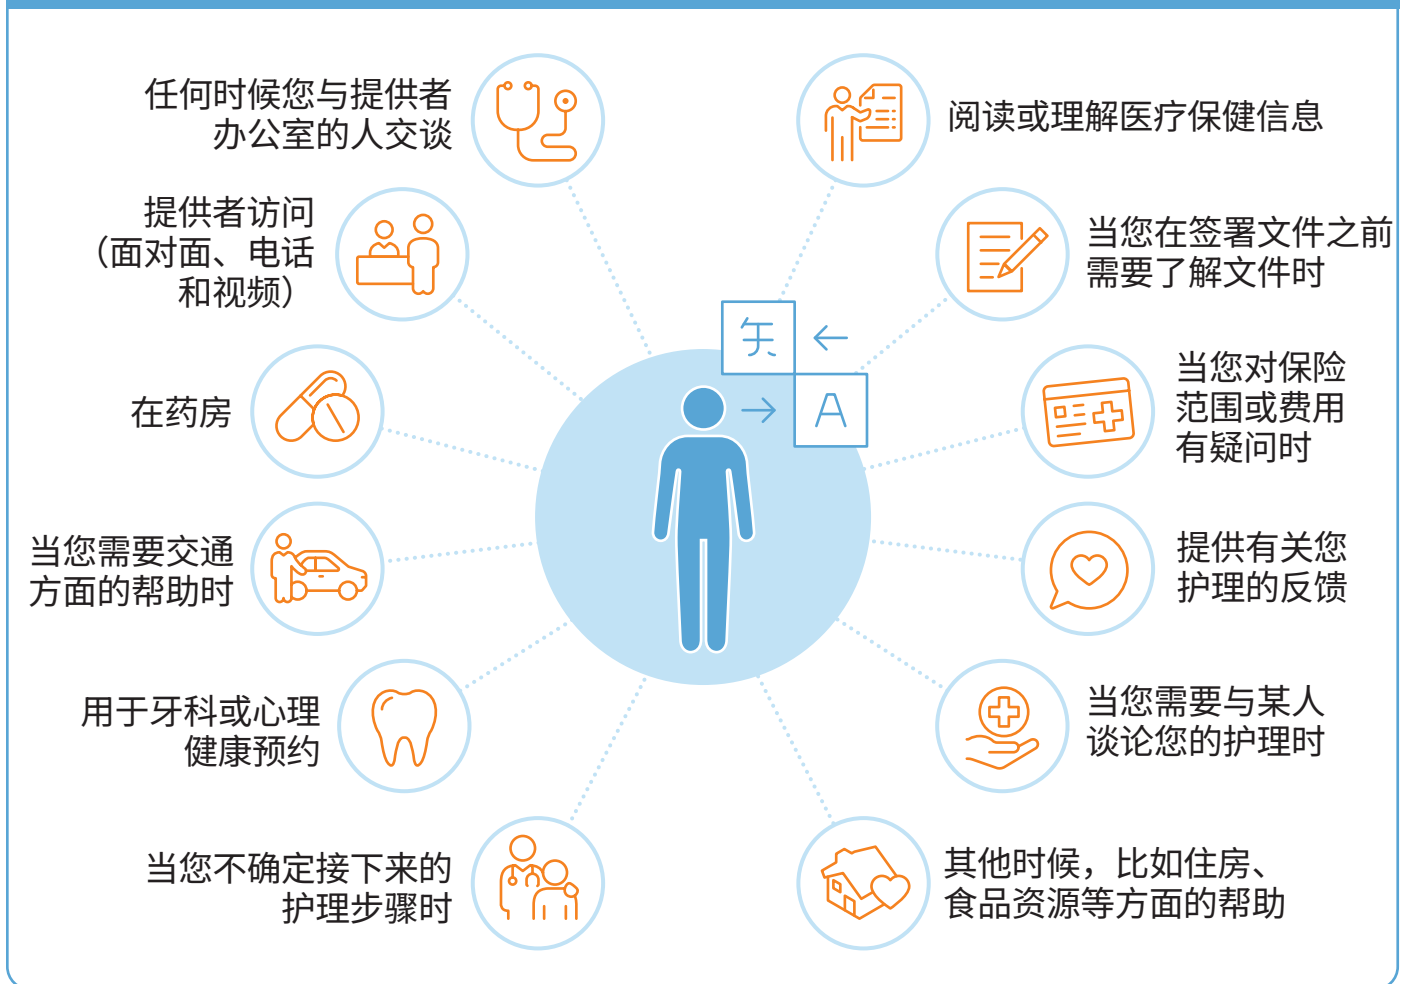 任何时候您与提供者
办公室的人交谈
提供者访问
（面对面、电话
和视频）
在药房
当您需要交通
方面的帮助时
用于牙科或心理
健康预约
当您不确定接下来的
护理步骤时
阅读或理解医疗保健信息
当您在签署文件之前
需要了解文件时
当您对保险
范围或费用
有疑问时
提供有关您
护理的反馈
当您需要与某人
谈论您的护理时
其他时候，比如住房、
食品资源等方面的帮助
A